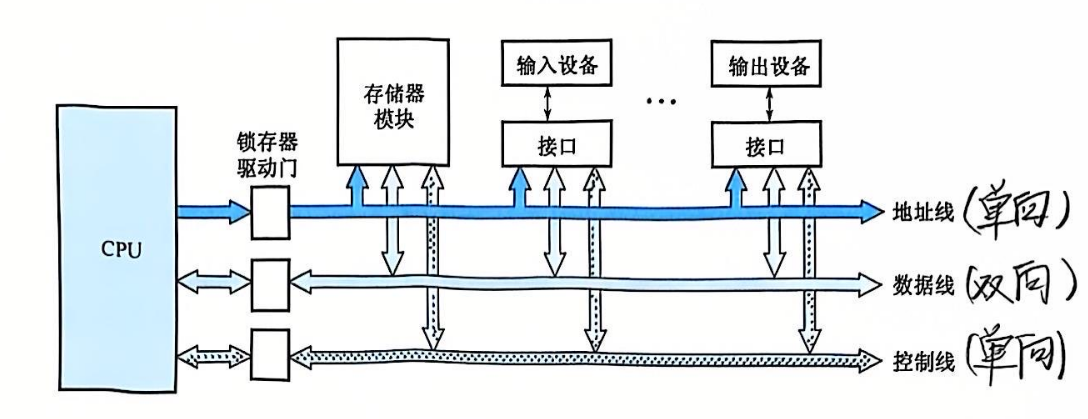 输入设备
输出设备
存储器
模块
…
锁存器
驱动门
接口
接口
CPU
地址线 (单向)
数据线 (双向)
控制线 (单向)